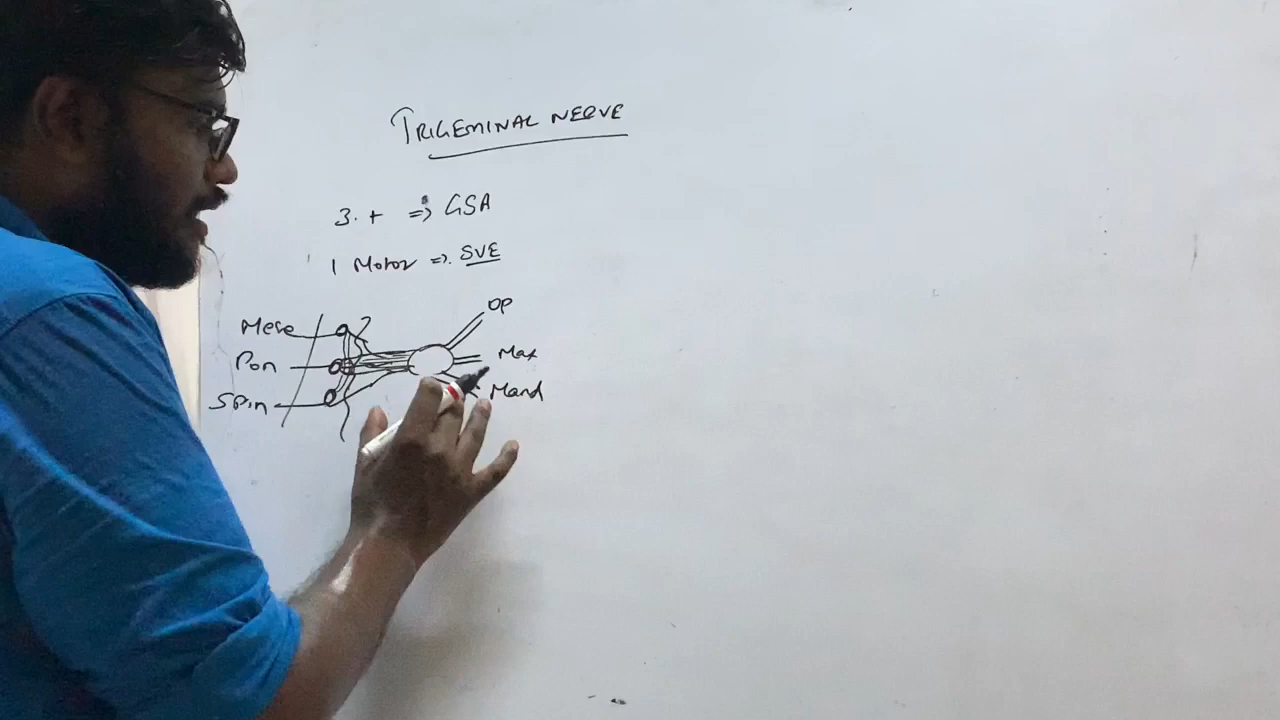 TRIGEMINAL NERVE
3. + => GSA
1 Motor =>. SVE
OP
Mese
Max
Pon
Mand
Spin